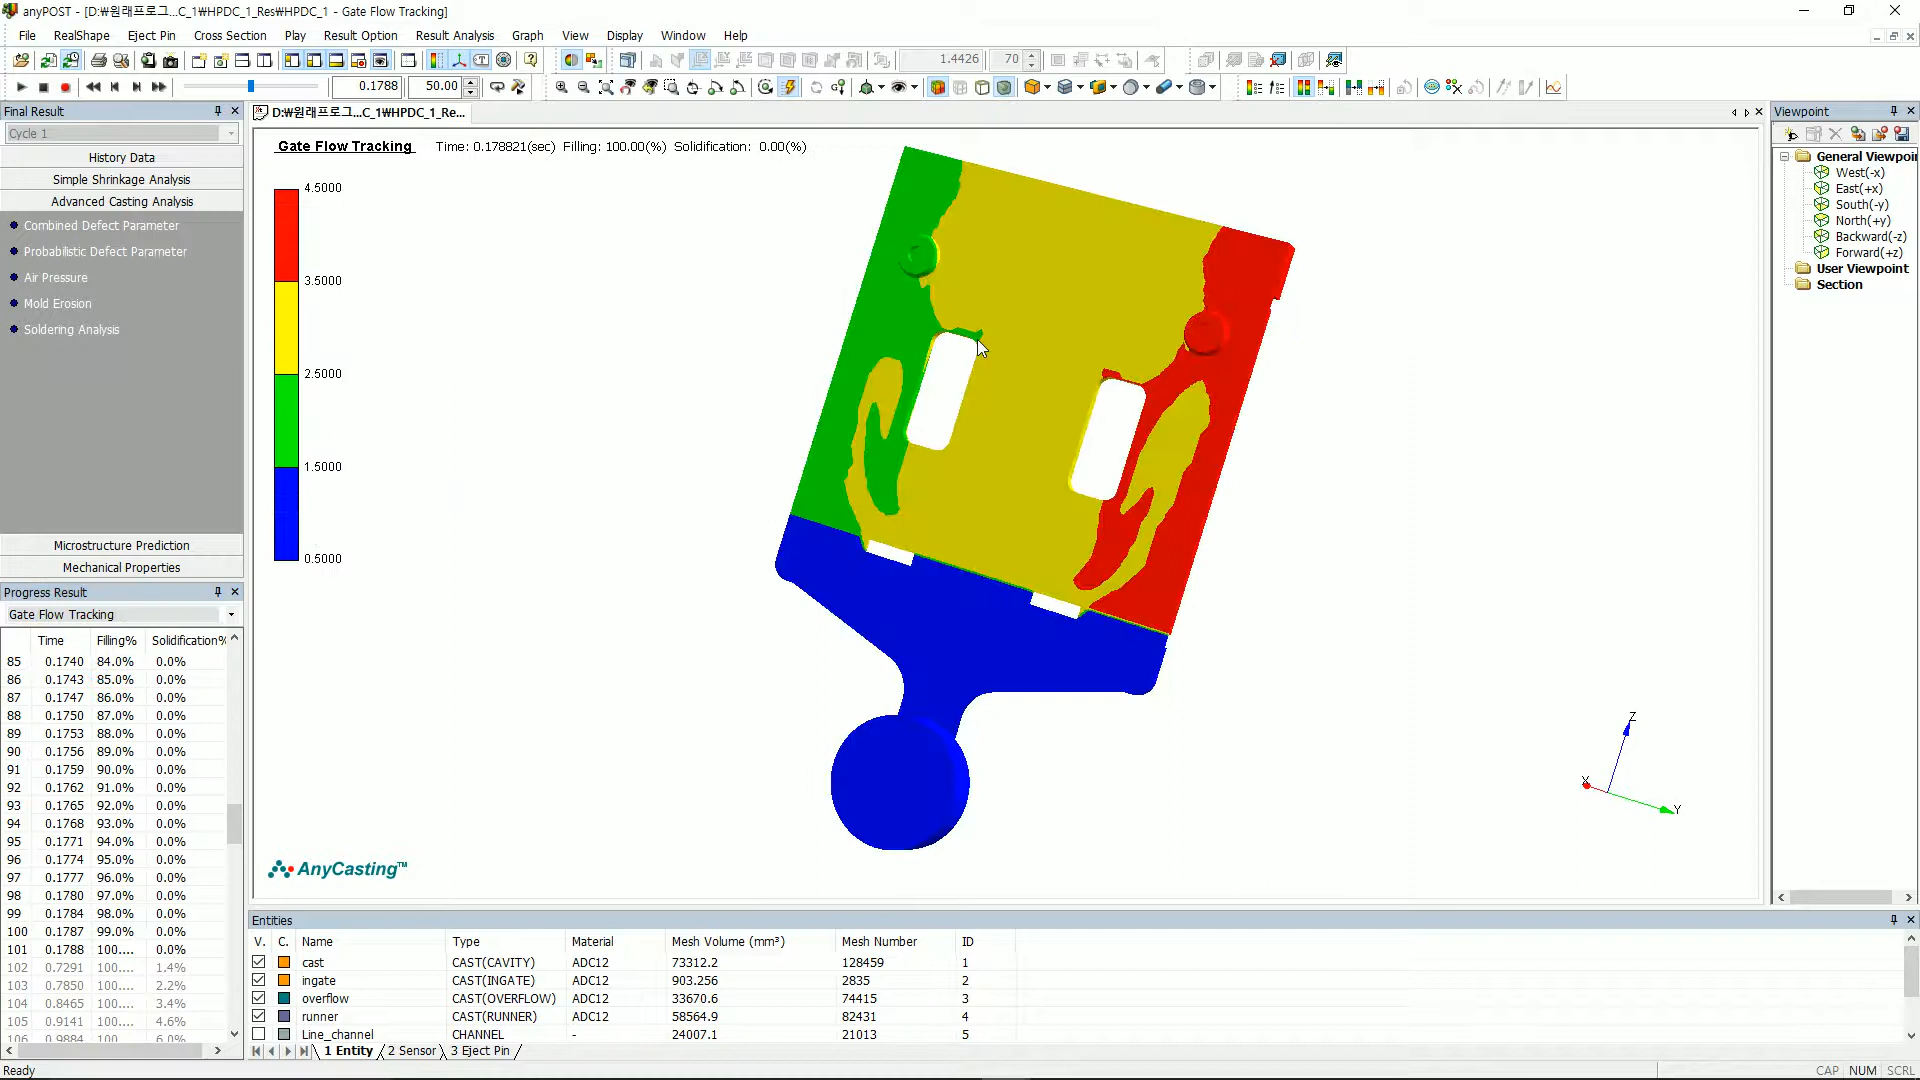 anyPOST - [D:₩원래프로그...C_1₩HPDC_1_Res₩HPDC_1 - Gate Flow Tracking]
File RealShape Eject Pin Cross Section Play Result Option Result Analysis Graph View Display Window Help
1.4426 70
0.1788 50.00
Final Result
Cycle 1
History Data
Simple Shrinkage Analysis
Advanced Casting Analysis
Combined Defect Parameter
Probabilistic Defect Parameter
Air Pressure
Mold Erosion
Soldering Analysis
Microstructure Prediction
Mechanical Properties
Progress Result
Gate Flow Tracking
Time Filling% Solidification%
85 0.1740 84.0% 0.0%
86 0.1743 85.0% 0.0%
87 0.1747 86.0% 0.0%
88 0.1750 87.0% 0.0%
89 0.1753 88.0% 0.0%
90 0.1756 89.0% 0.0%
91 0.1759 90.0% 0.0%
92 0.1762 91.0% 0.0%
93 0.1765 92.0% 0.0%
94 0.1768 93.0% 0.0%
95 0.1771 94.0% 0.0%
96 0.1774 95.0% 0.0%
97 0.1777 96.0% 0.0%
98 0.1780 97.0% 0.0%
99 0.1784 98.0% 0.0%
100 0.1787 99.0% 0.0%
101 0.1788 100.... 0.0%
102 0.7291 100.... 1.4%
103 0.7850 100.... 2.2%
104 0.8465 100.... 3.4%
105 0.9141 100.... 4.6%
106 0.9884 100.... 6.0%
D:₩원래프로그...C_1₩HPDC_1_Re...
Gate Flow Tracking Time: 0.178821(sec) Filling: 100.00(%) Solidification: 0.00(%)
4.5000
3.5000
2.5000
1.5000
0.5000
Z
X
Y
AnyCasting™
Viewpoint
General Viewpoi
West(-x)
East(+x)
South(-y)
North(+y)
Backward(-z)
Forward(+z)
User Viewpoint
Section
Entities
V. C. Name Type Material Mesh Volume (mm³) Mesh Number ID
cast CAST(CAVITY) ADC12 73312.2 128459 1
ingate CAST(INGATE) ADC12 903.256 2835 2
overflow CAST(OVERFLOW) ADC12 33670.6 74415 3
runner CAST(RUNNER) ADC12 58564.9 82431 4
Line_channel CHANNEL - 24007.1 21013 5
1 Entity 2 Sensor 3 Eject Pin
Ready
CAP NUM SCRL